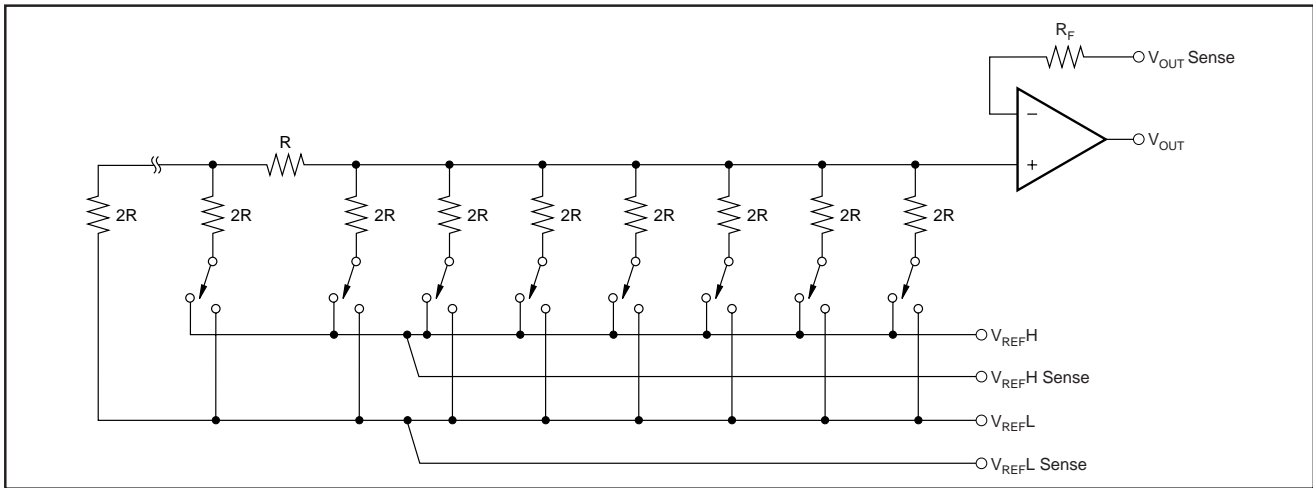 R_F
V_OUT Sense
−
V_OUT
+
R
2R
2R
2R
2R
2R
2R
2R
2R
2R
V_REFH
V_REFH Sense
V_REFL
V_REFL Sense